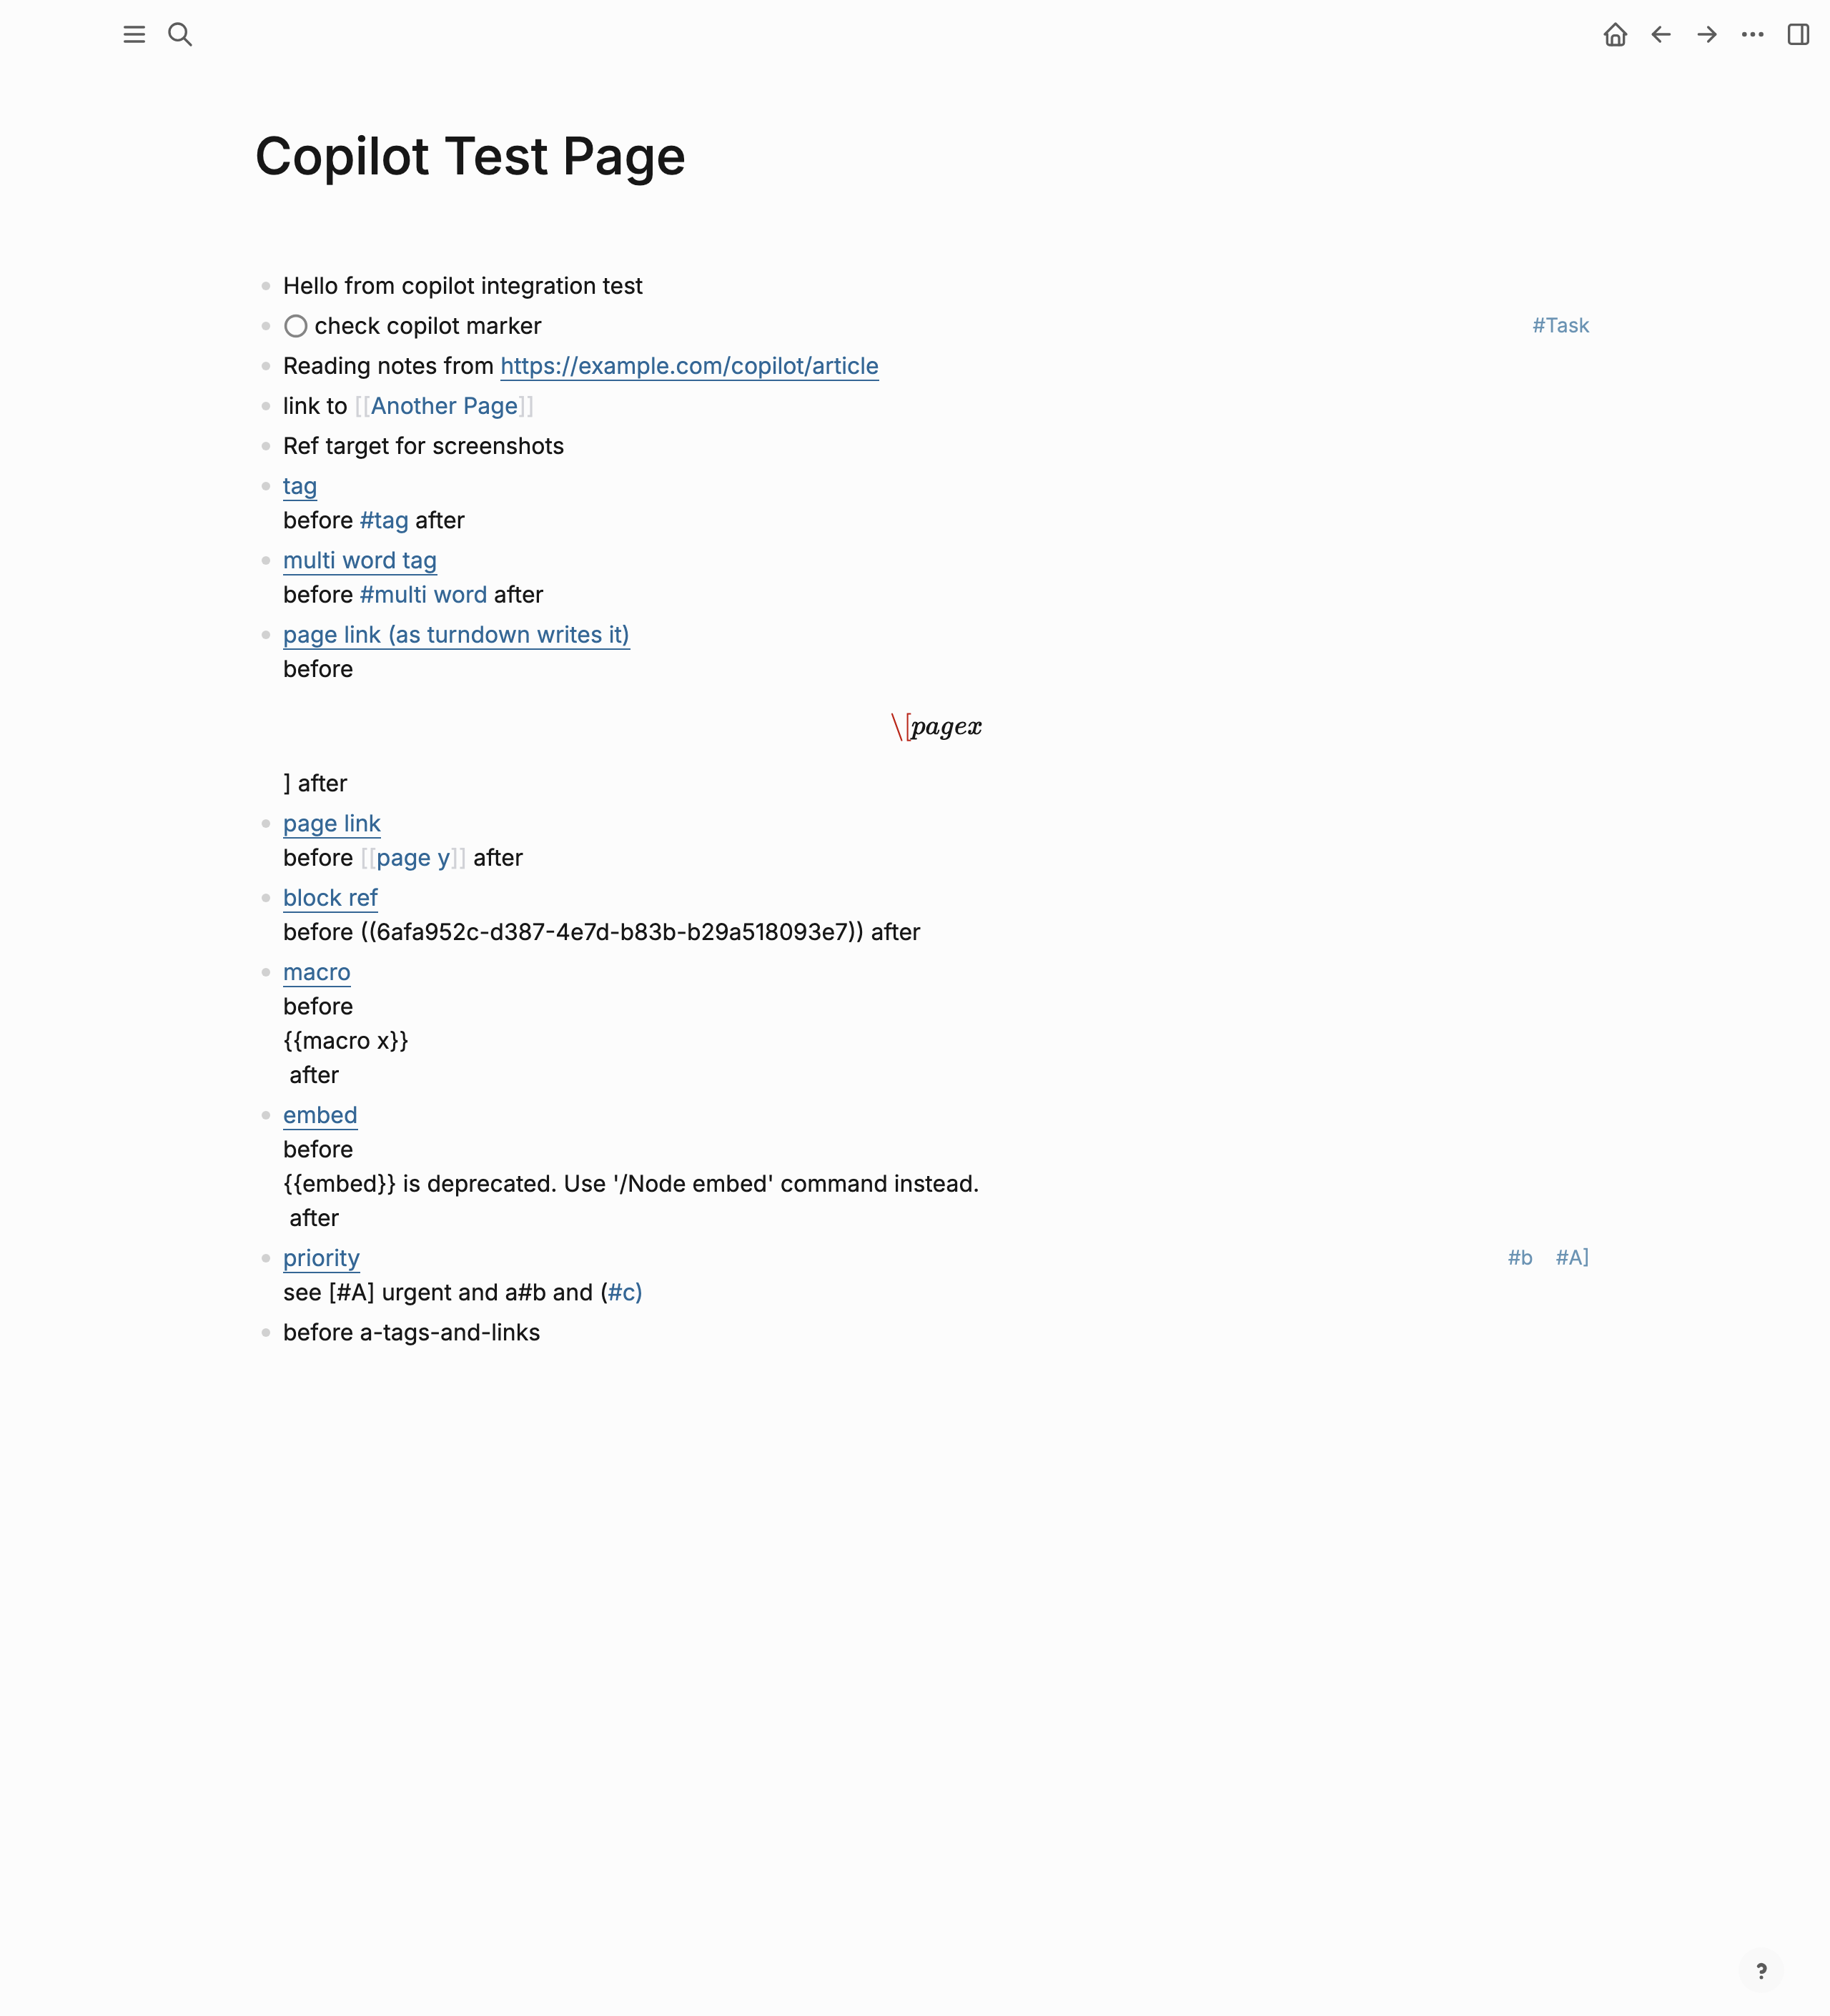 Copilot Test Page
Hello from copilot integration test
check copilot marker #Task
Reading notes from https://example.com/copilot/article
link to [[Another Page]]
Ref target for screenshots
tag
before #tag after
multi word tag
before #multi word after
page link (as turndown writes it)
before
\[pagex
] after
page link
before [[page y]] after
block ref
before ((6afa952c-d387-4e7d-b83b-b29a518093e7)) after
macro
before
{{macro x}}
after
embed
before
{{embed}} is deprecated. Use '/Node embed' command instead.
after
priority #b #A]
see [#A] urgent and a#b and (#c)
before a-tags-and-links
?